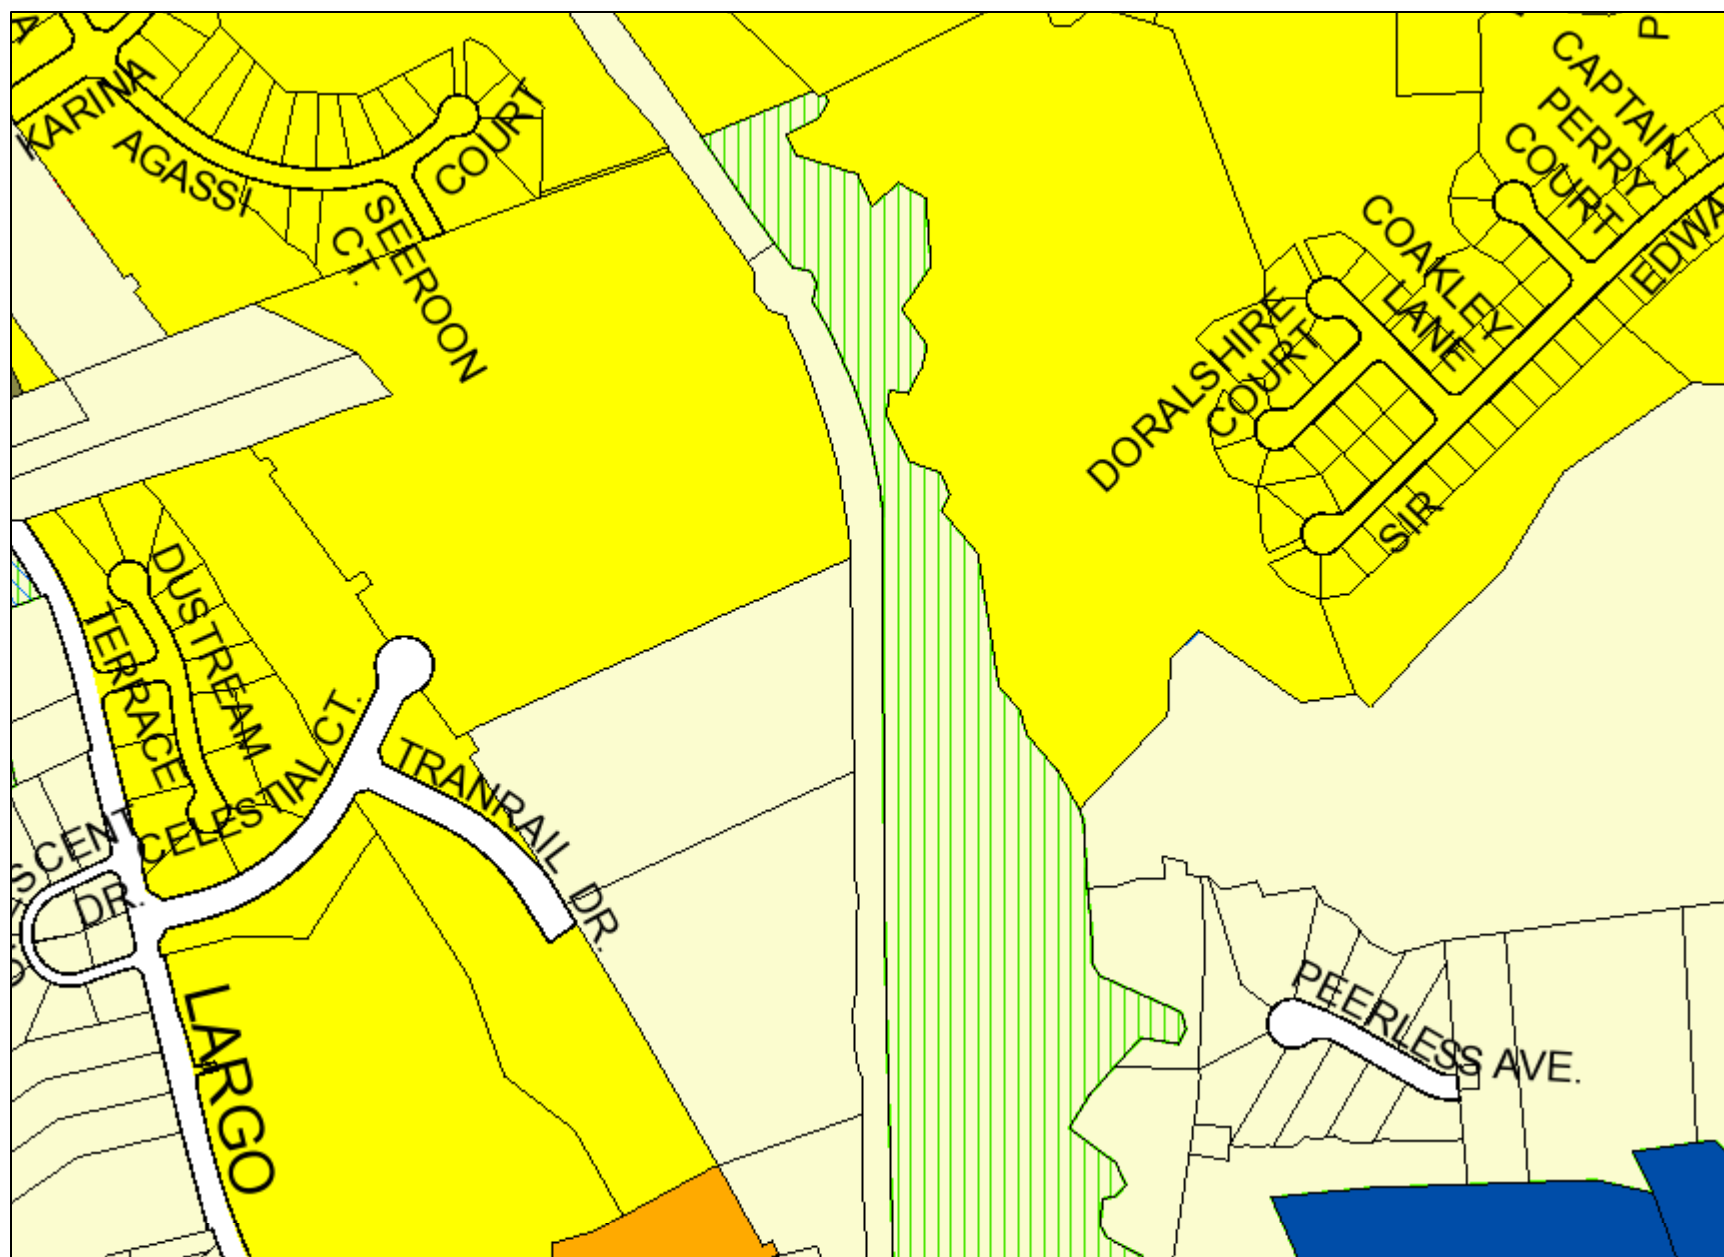 KARINA
AGASSI
CT.
SEEROON
COURT
CAPTAIN
PERRY
COURT
P
COAKLEY
LANE
EDWA
DORALSHIRE
COURT
SIR
DUSTREAM
TERRACE
CELESTIAL CT.
TRANRAIL DR.
SCENT
DR.
LARGO
PEERLESS AVE.